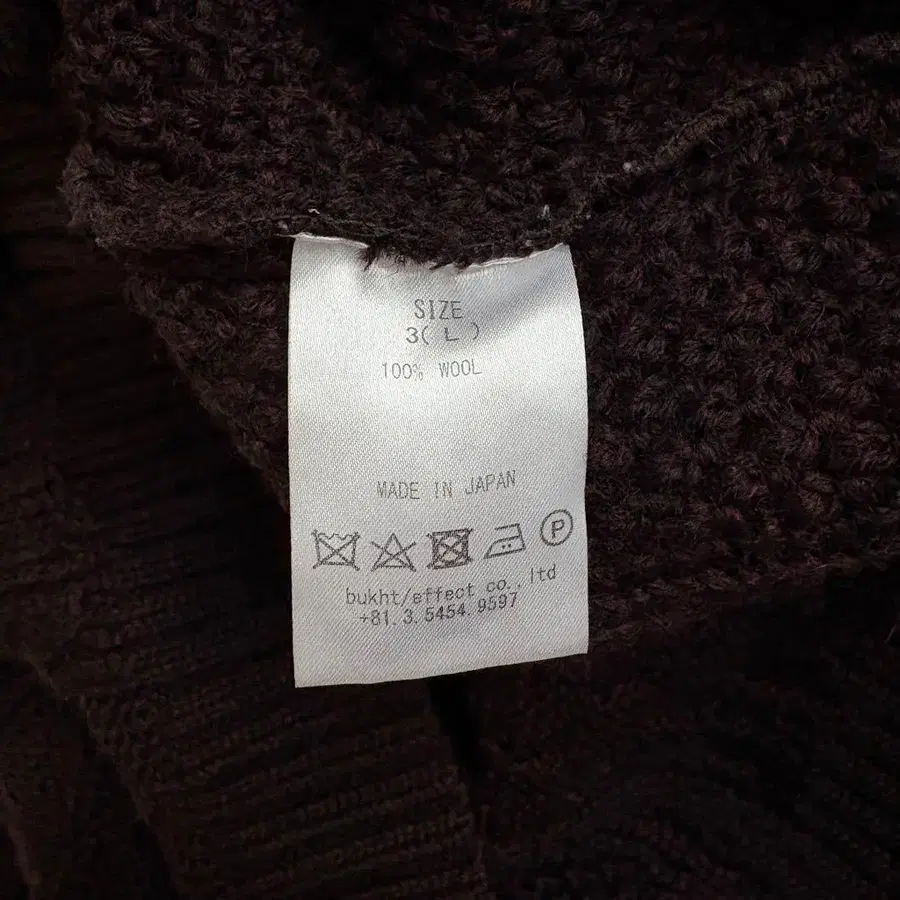 SIZE
3( L )
100% WOOL
MADE IN JAPAN
P
bukht/effect co., ltd
+81. 3. 5454. 9597